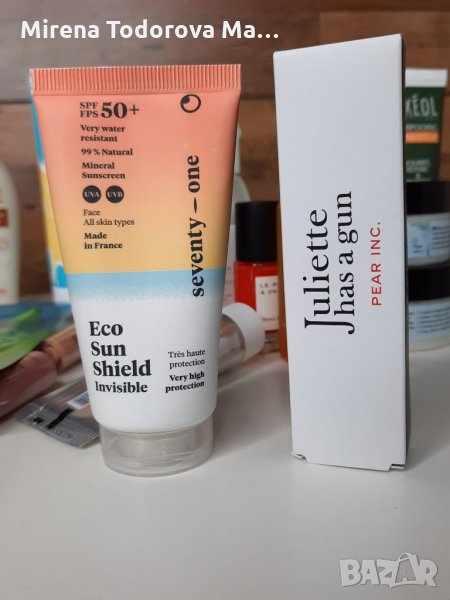 Mirena Todorova Ma...
SPF
FPS 50+
Very water
resistant
99 % Natural
Mineral
Sunscreen
UVA UVB
Face
All skin types
Made
in France
seventy – one
Eco
Sun
Shield
Invisible
Très haute
protection
Very high
protection
Juliette
has a gun
PEAR INC.
BAZAR